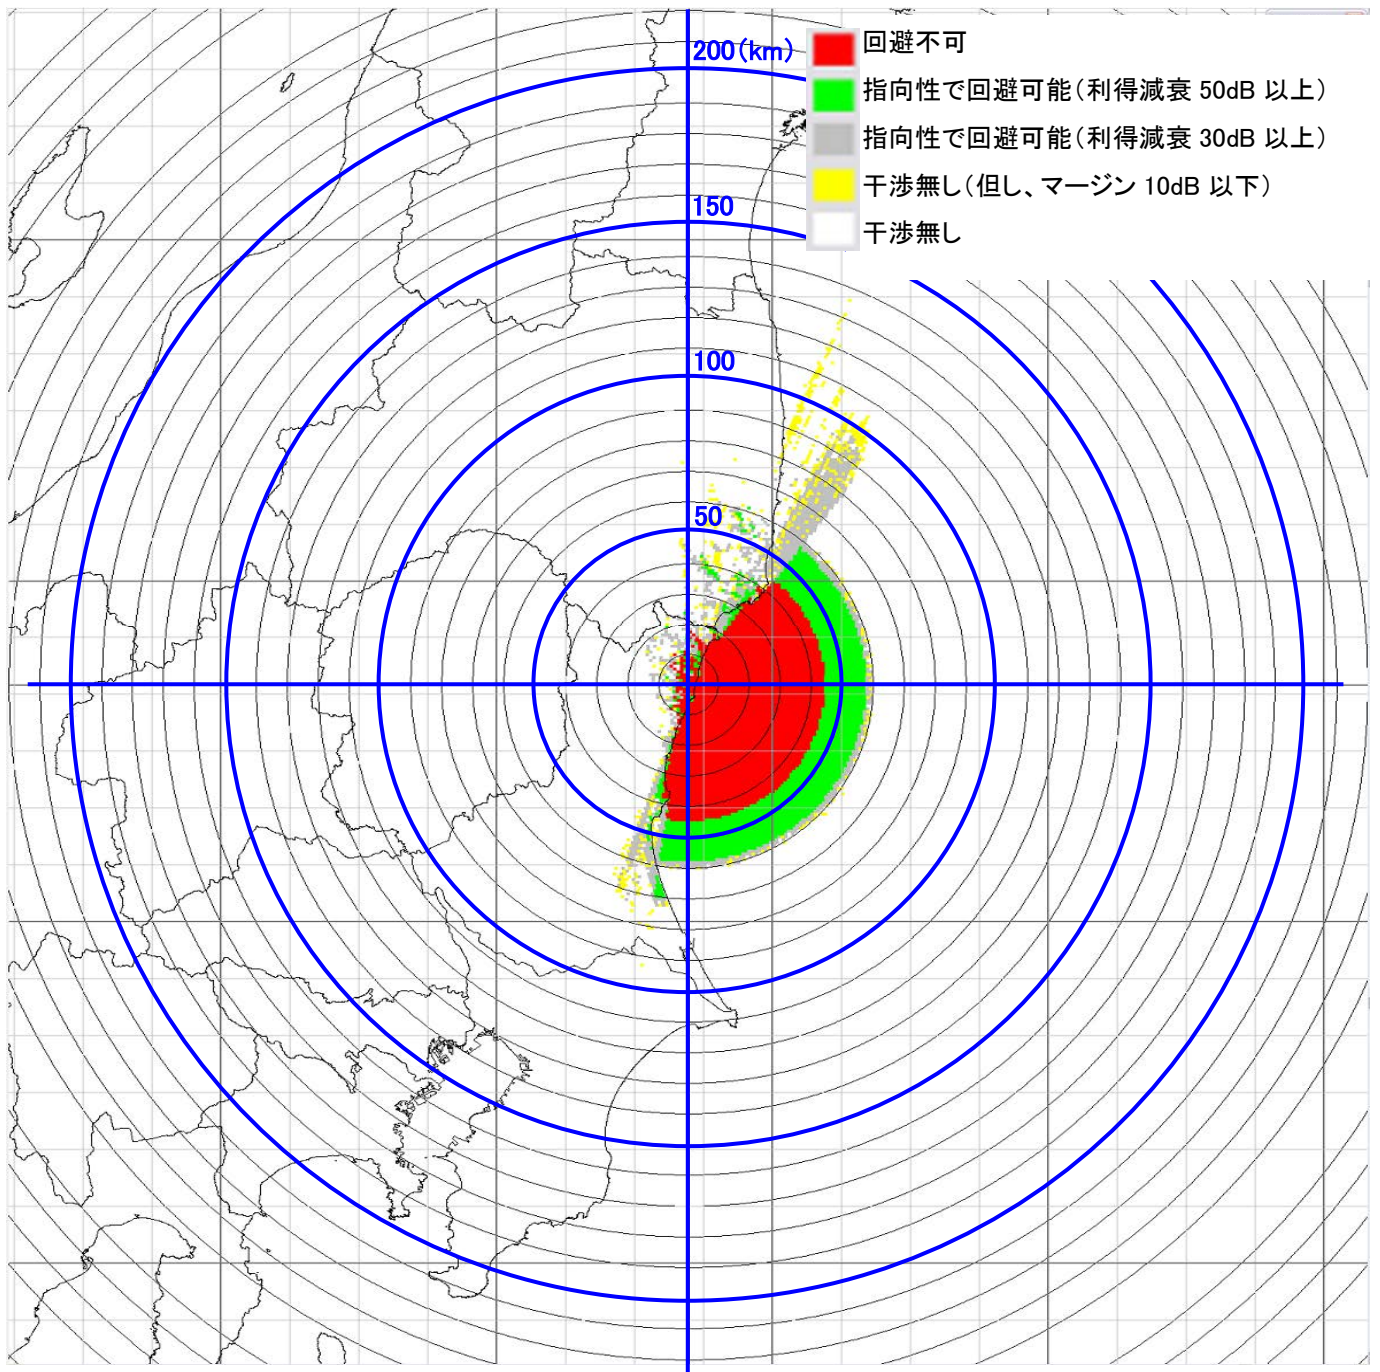 200(km)
回避不可
指向性で回避可能(利得減衰 50dB 以上)
指向性で回避可能(利得減衰 30dB 以上)
干渉無し(但し、マージン 10dB 以下)
干渉無し
150
100
50